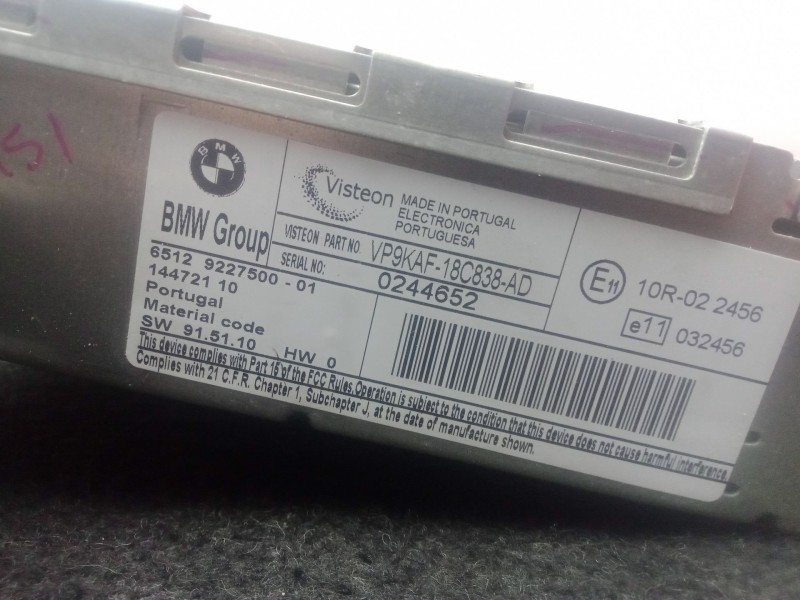 151
BMW
BMW Group
Visteon
MADE IN PORTUGAL
ELECTRONICA
PORTUGUESA
VISTEON PART NO VP9KAF-18C838-AD
SERIAL NO: 0244652
6512 9227500 - 01
144721 10
Portugal
Material code
SW 91.51.10 HW 0
E11 10R-02 2456
e11 032456
This device complies with Part 15 of the FCC Rules.Operation is subject to the condition that this device does not cause harmful interference.
Complies with 21 C.F.R. Chapter 1, Subchapter J, at the date of manufacture shown.